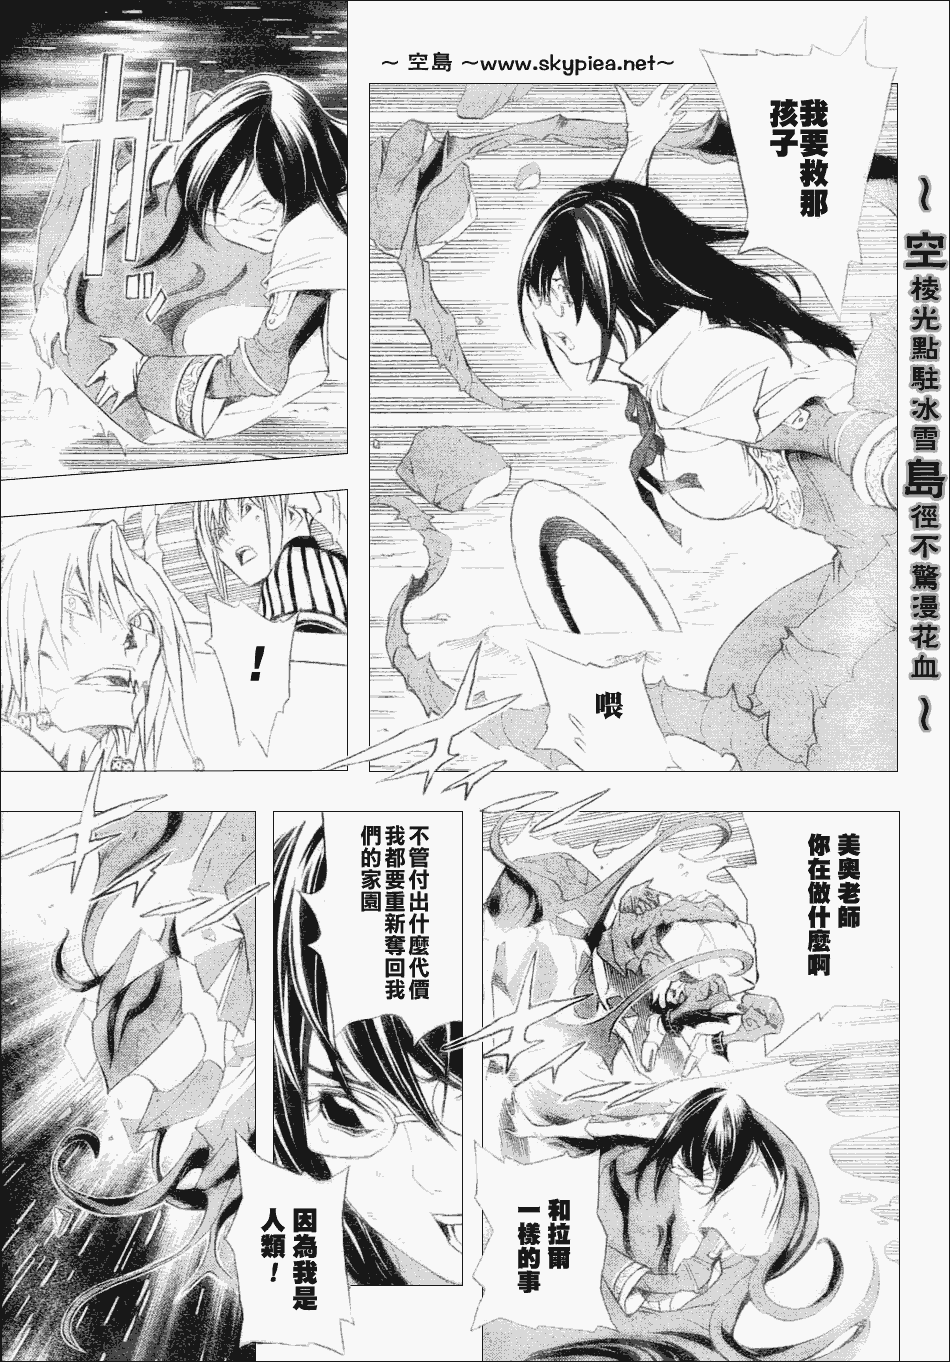 ～ 空島 ～www.skypiea.net～
～空棱光點駐冰雪島徑不驚漫花血～
我要救那
孩子
喂
！
美奥老師
你在做什麼啊
和拉爾
一樣的事
不管付出什麼代價
我都要重新奪回我
們的家園
因為我是
人類！